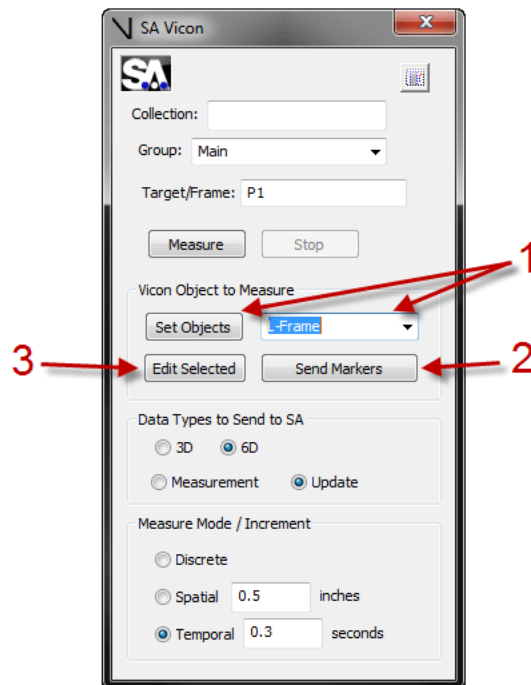 SA Vicon
S.A.
Collection:
Group: Main
Target/Frame: P1
Measure Stop
1
Vicon Object to Measure
Set Objects L-Frame
3 Edit Selected Send Markers 2
Data Types to Send to SA
3D 6D
Measurement Update
Measure Mode / Increment
Discrete
Spatial 0.5 inches
Temporal 0.3 seconds